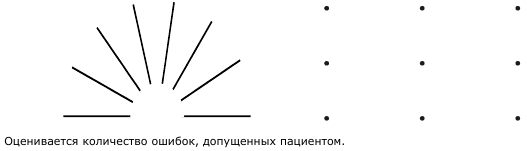 Оценивается количество ошибок, допущенных пациентом.